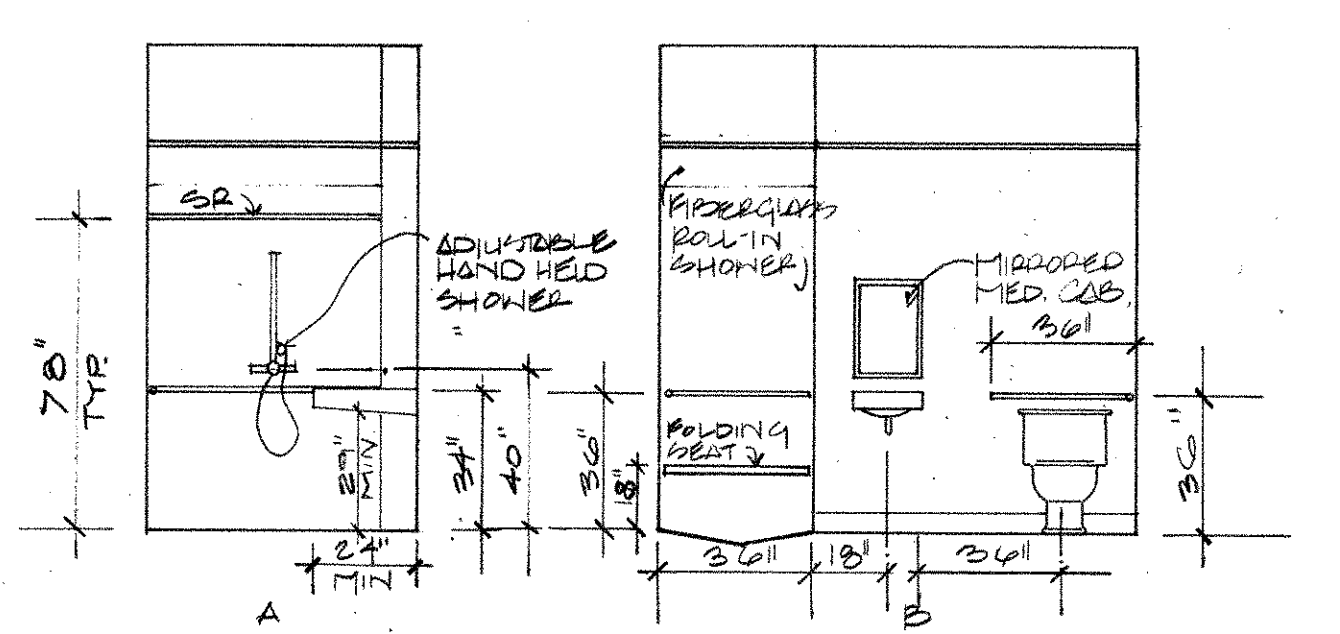 SR
ADJUSTABLE
HAND HELD
SHOWER
78"
TYP.
29"
MIN.
34"
40"
24"
MIN
A
FIBERGLASS
ROLL-IN
SHOWER
MIRRORED
MED. CAB.
36"
FOLDING
SEAT
36"
18"
36"
36"
18"
36"
B